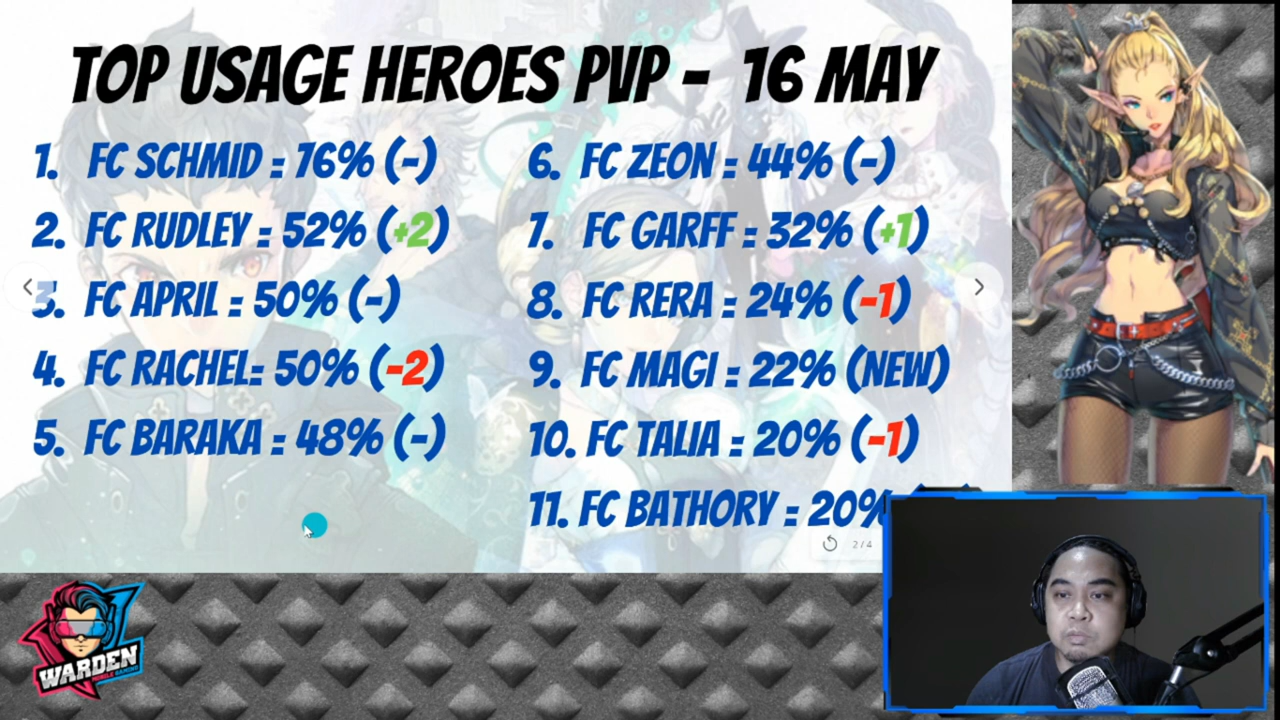 TOP USAGE HEROES PVP - 16 MAY
1. FC SCHMID = 76% (-)
2. FC RUDLEY = 52% (+2)
3. FC APRIL = 50% (-)
4. FC RACHEL= 50% (-2)
5. FC BARAKA = 48% (-)
6. FC ZEON = 44% (-)
7. FC GARFF = 32% (+1)
8. FC RERA = 24% (-1)
9. FC MAGI = 22% (NEW)
10. FC TALIA = 20% (-1)
11. FC BATHORY = 20%
2/4
WARDEN
MOBILE GAMING